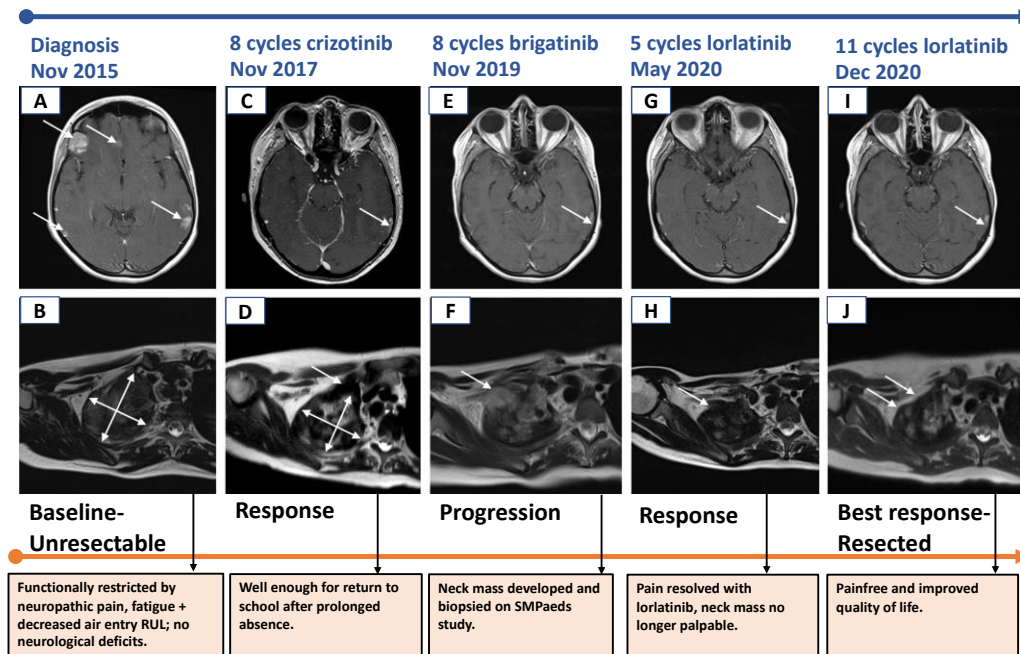 Diagnosis
Nov 2015
8 cycles crizotinib
Nov 2017
8 cycles brigatinib
Nov 2019
5 cycles lorlatinib
May 2020
11 cycles lorlatinib
Dec 2020
A
C
E
G
I
B
D
F
H
J
Baseline-
Unresectable
Response
Progression
Response
Best response-
Resected
Functionally restricted by
neuropathic pain, fatigue +
decreased air entry RUL; no
neurological deficits.
Well enough for return to
school after prolonged
absence.
Neck mass developed and
biopsied on SMPaeds
study.
Pain resolved with
lorlatinib, neck mass no
longer palpable.
Painfree and improved
quality of life.